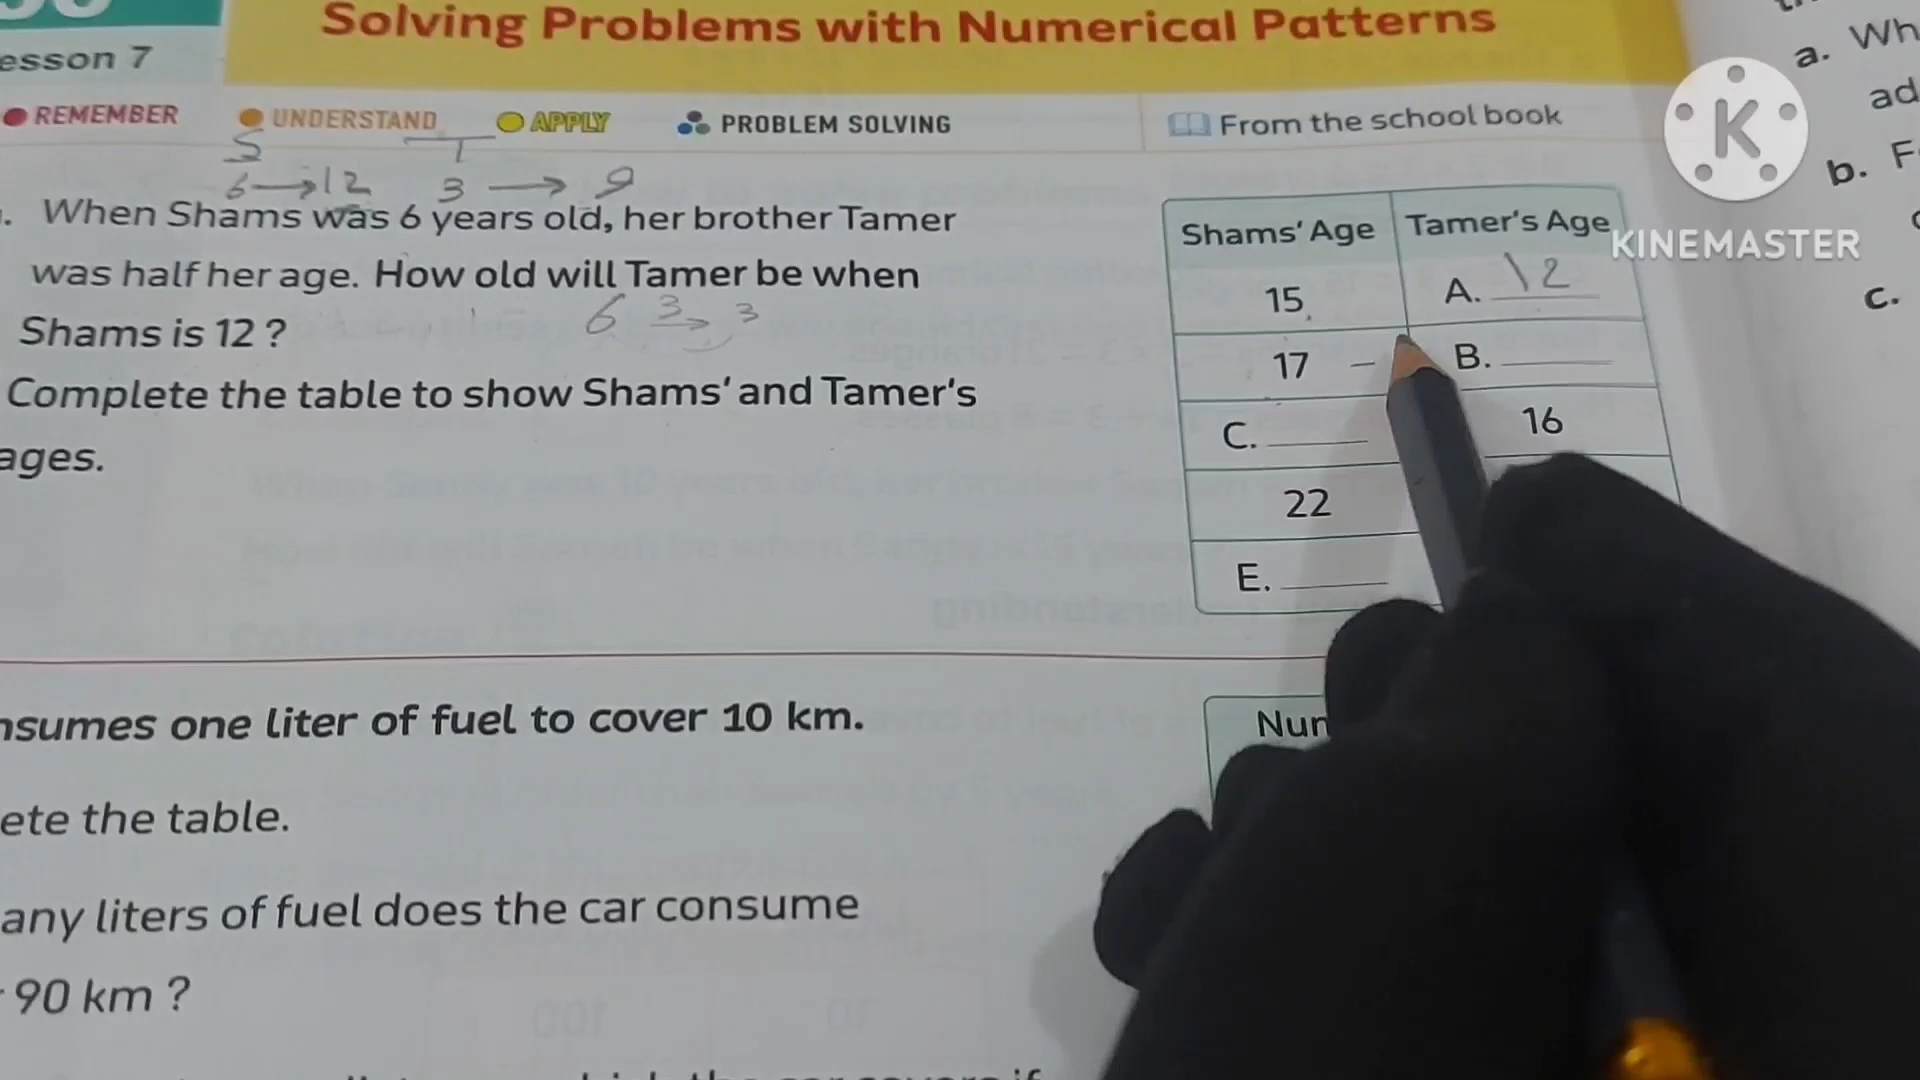 Solving Problems with Numerical Patterns
esson 7
REMEMBER UNDERSTAND APPLY PROBLEM SOLVING From the school book
S T
6 → 12 3 → 9
. When Shams was 6 years old, her brother Tamer
was half her age. How old will Tamer be when
6 3 → 3
Shams is 12 ?
Complete the table to show Shams' and Tamer's
ages.
Shams' Age Tamer's Age
15 A. 12
17 – B.
C. 16
22
E.
KINEMASTER
K
a. Wh
ad
b. F
c.
nsumes one liter of fuel to cover 10 km.
Num
ete the table.
any liters of fuel does the car consume
90 km ?